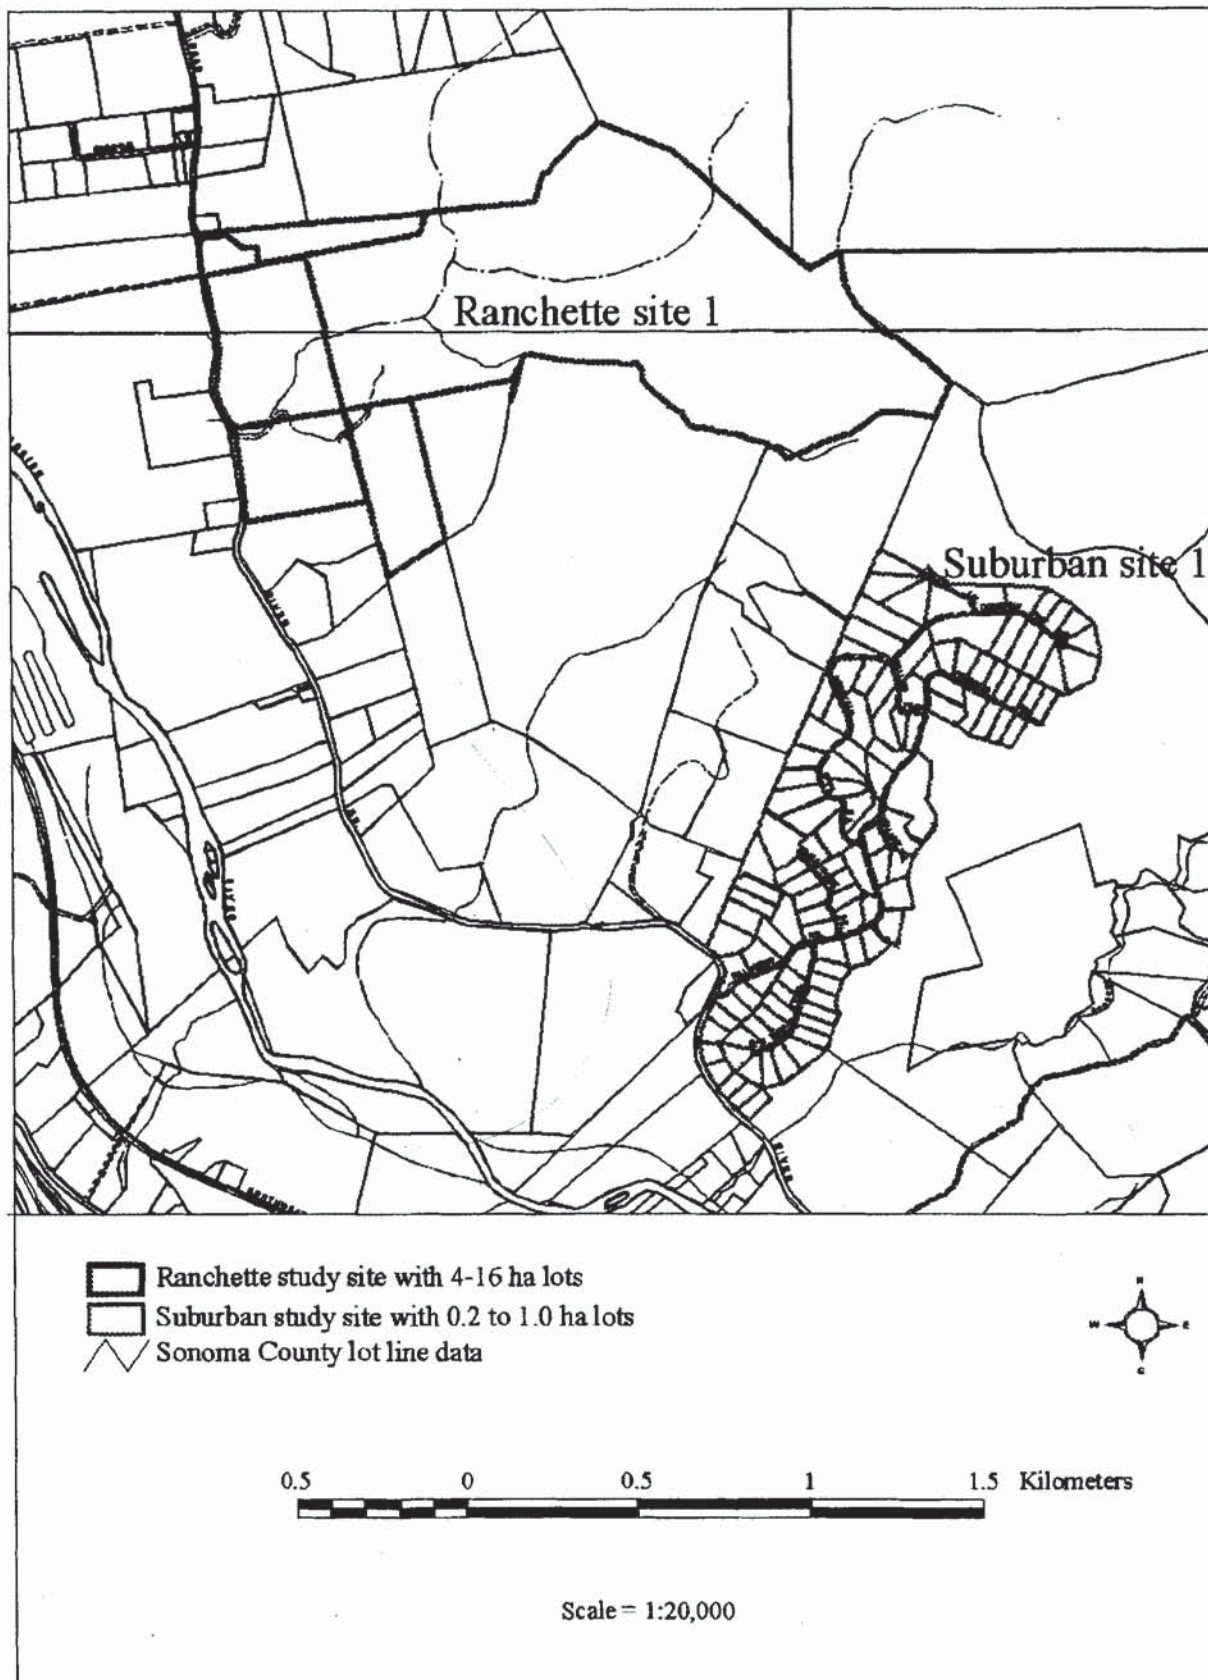 Ranchette site 1
Suburban site 1
RIVER
RIVER
Ranchette study site with 4-16 ha lots
Suburban study site with 0.2 to 1.0 ha lots
Sonoma County lot line data
N
W E
0.5 0 0.5 1 1.5 Kilometers
Scale = 1:20,000